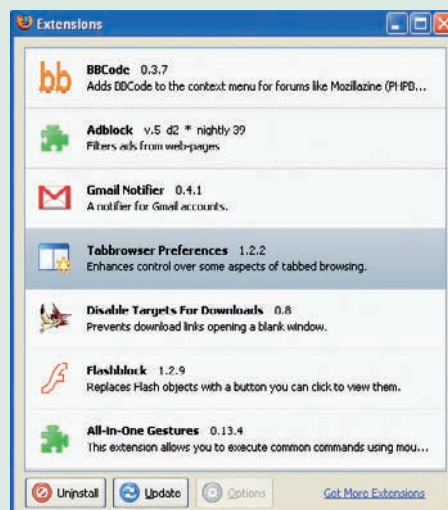 Extensions
bb
BBCode 0.3.7
Adds BBCode to the context menu for forums like Mozillazine (PHPB...
Adblock v.5 d2 * nightly 39
Filters ads from web-pages
Gmail Notifier 0.4.1
A notifier for Gmail accounts.
Tabbrowser Preferences 1.2.2
Enhances control over some aspects of tabbed browsing.
Disable Targets For Downloads 0.8
Prevents download links opening a blank window.
Flashblock 1.2.9
Replaces Flash objects with a button you can click to view them.
All-in-One Gestures 0.13.4
This extension allows you to execute common commands using mou...
Uninstall Update Options Get More Extensions